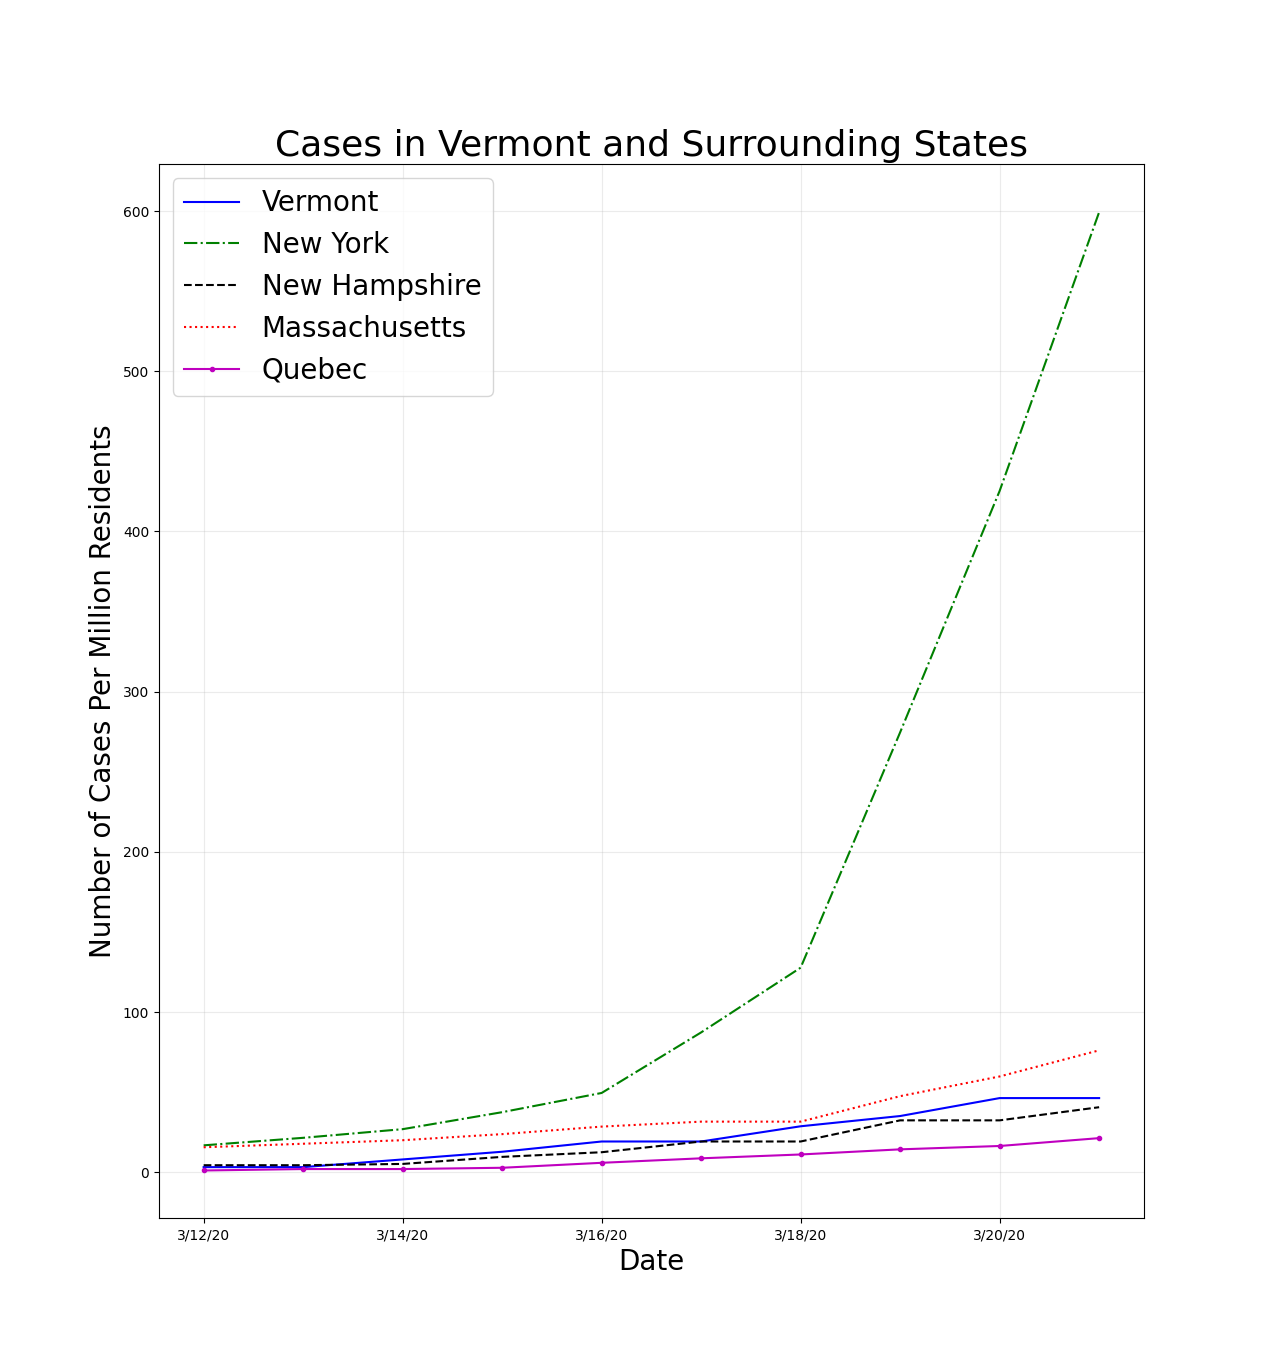 Cases in Vermont and Surrounding States
Vermont
New York
New Hampshire
Massachusetts
Quebec
Number of Cases Per Million Residents
600
500
400
300
200
100
0
3/12/20 3/14/20 3/16/20 3/18/20 3/20/20
Date